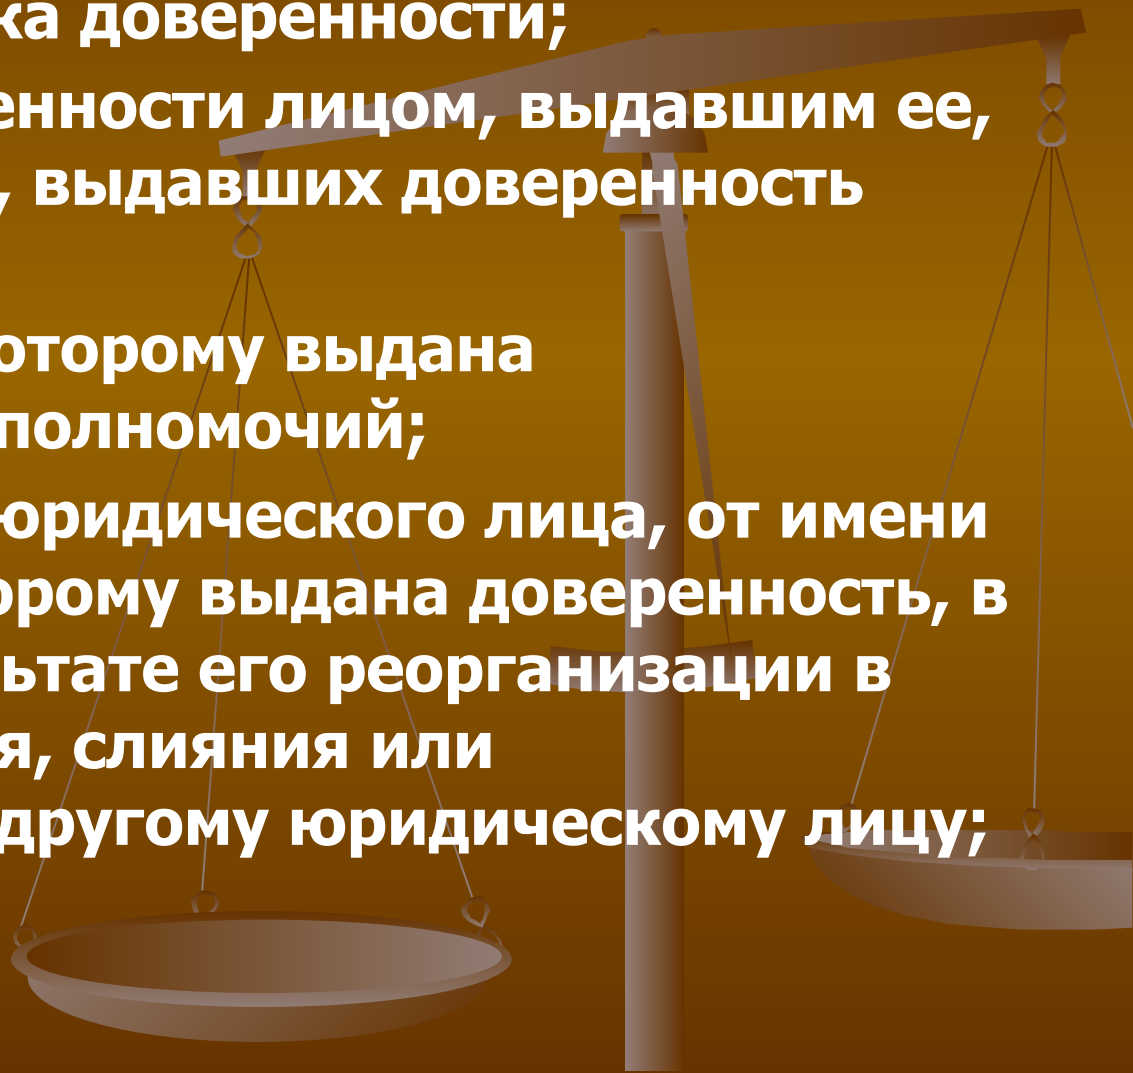 ка доверенности;
енности лицом, выдавшим ее,
, выдавших доверенность
оторому выдана
полномочий;
юридического лица, от имени
орому выдана доверенность, в
ьтате его реорганизации в
я, слияния или
другому юридическому лицу;